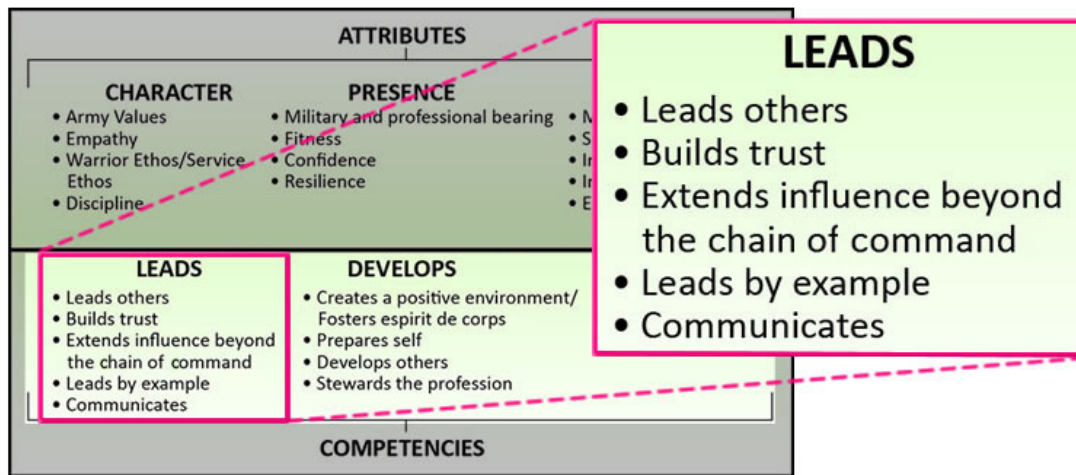 ATTRIBUTES
CHARACTER
• Army Values
• Empathy
• Warrior Ethos/Service
Ethos
• Discipline
PRESENCE
• Military and professional bearing
• Fitness
• Confidence
• Resilience
LEADS
• Leads others
• Builds trust
• Extends influence beyond
the chain of command
• Leads by example
• Communicates
DEVELOPS
• Creates a positive environment/
Fosters espirit de corps
• Prepares self
• Develops others
• Stewards the profession
COMPETENCIES
LEADS
• Leads others
• Builds trust
• Extends influence beyond
the chain of command
• Leads by example
• Communicates